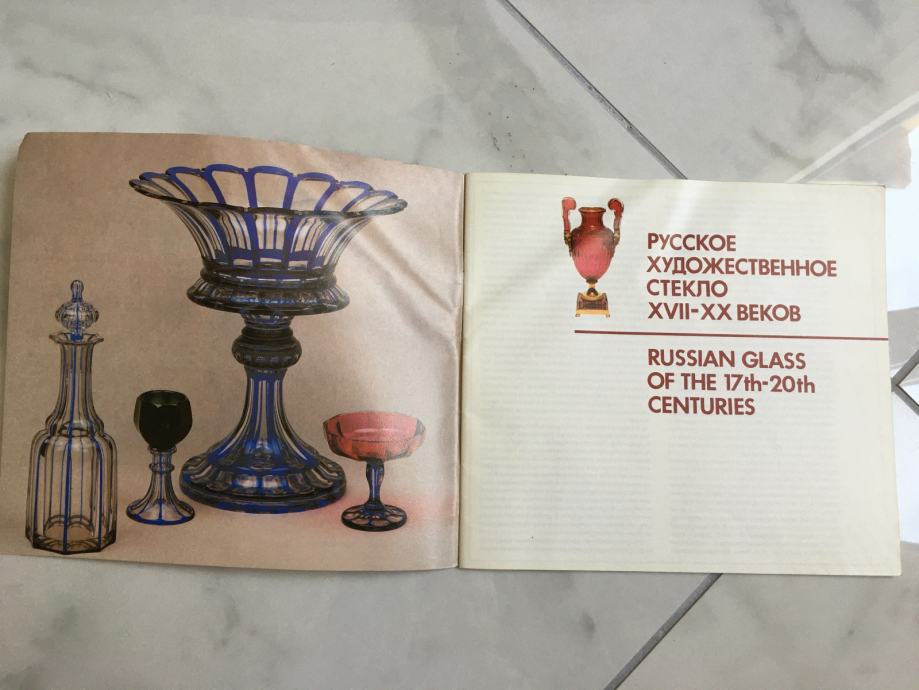 РУССКОЕ
ХУДОЖЕСТВЕННОЕ
СТЕКЛО
XVII-XX ВЕКОВ
RUSSIAN GLASS
OF THE 17th-20th
CENTURIES